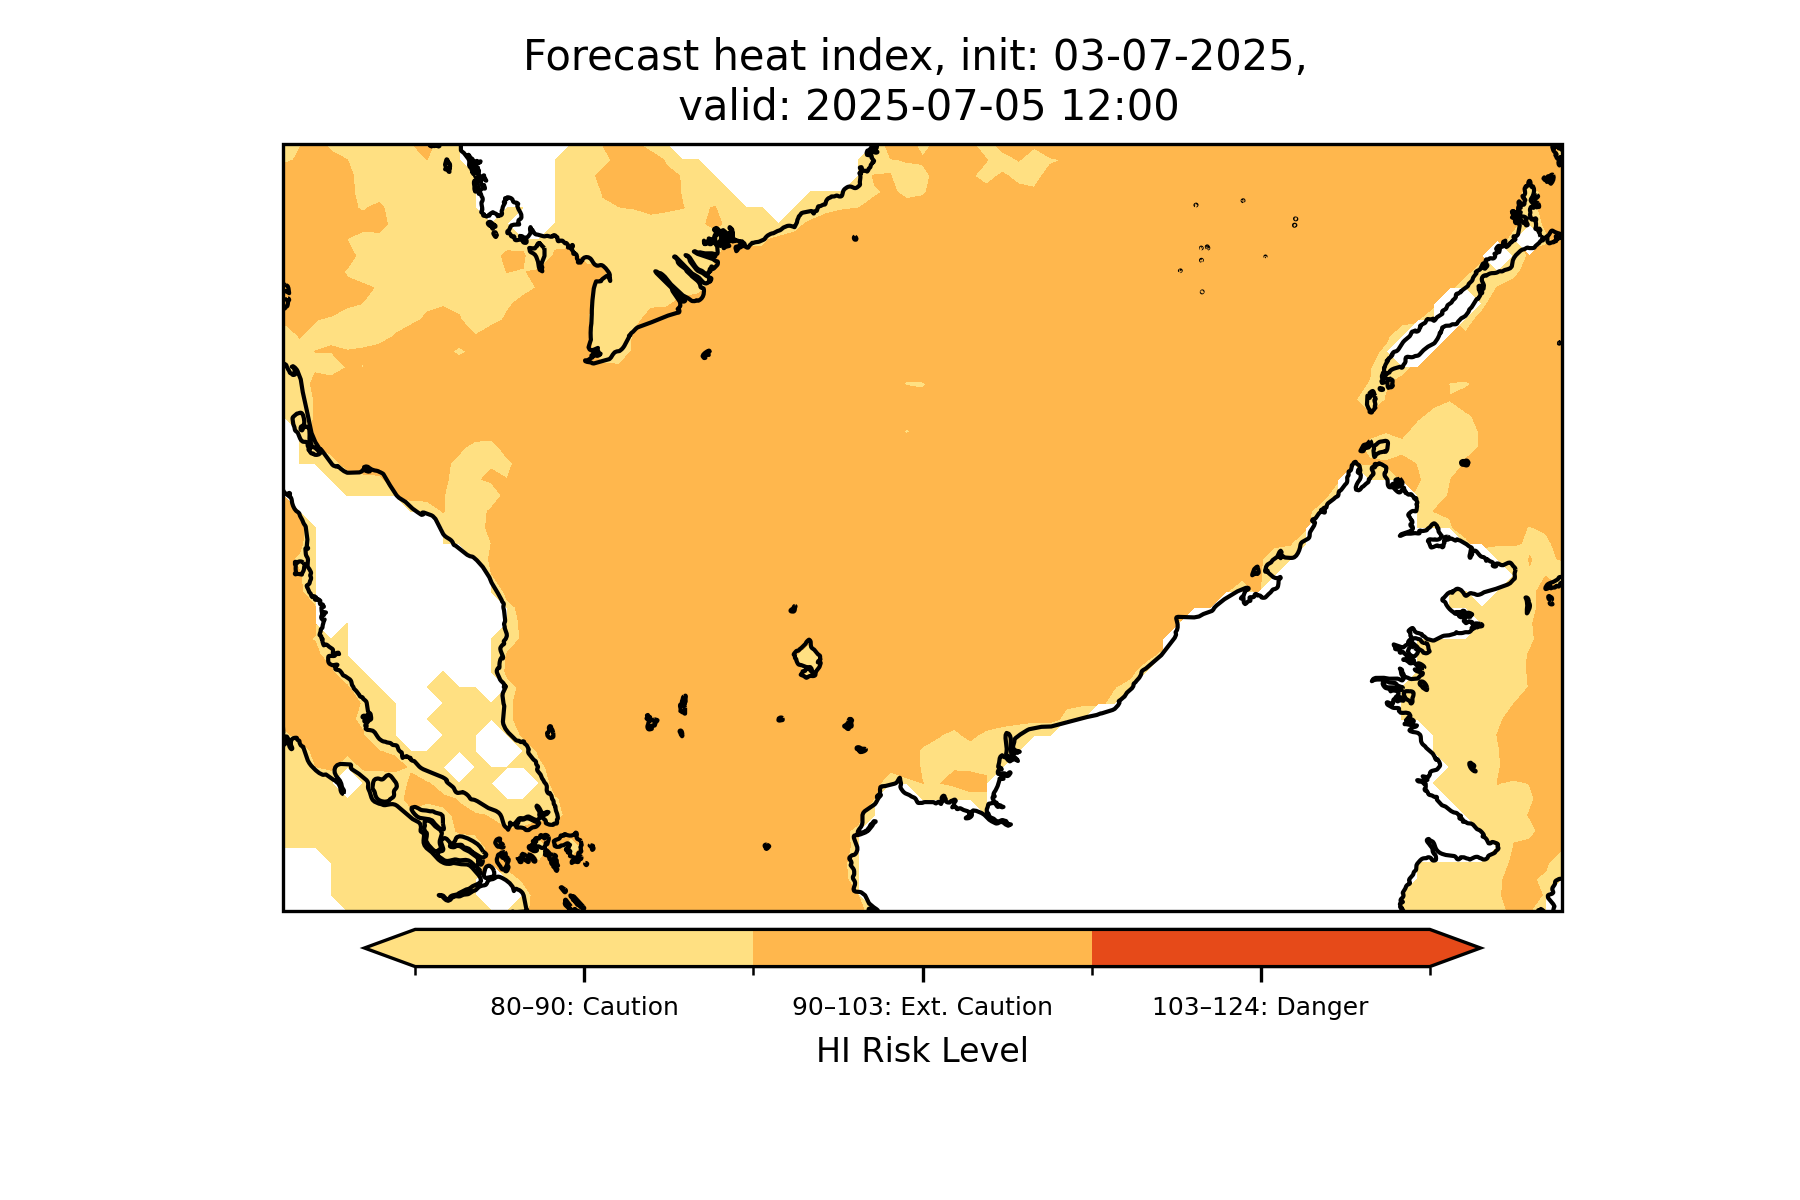 Forecast heat index, init: 03-07-2025,
valid: 2025-07-05 12:00
80–90: Caution
90–103: Ext. Caution
103–124: Danger
HI Risk Level